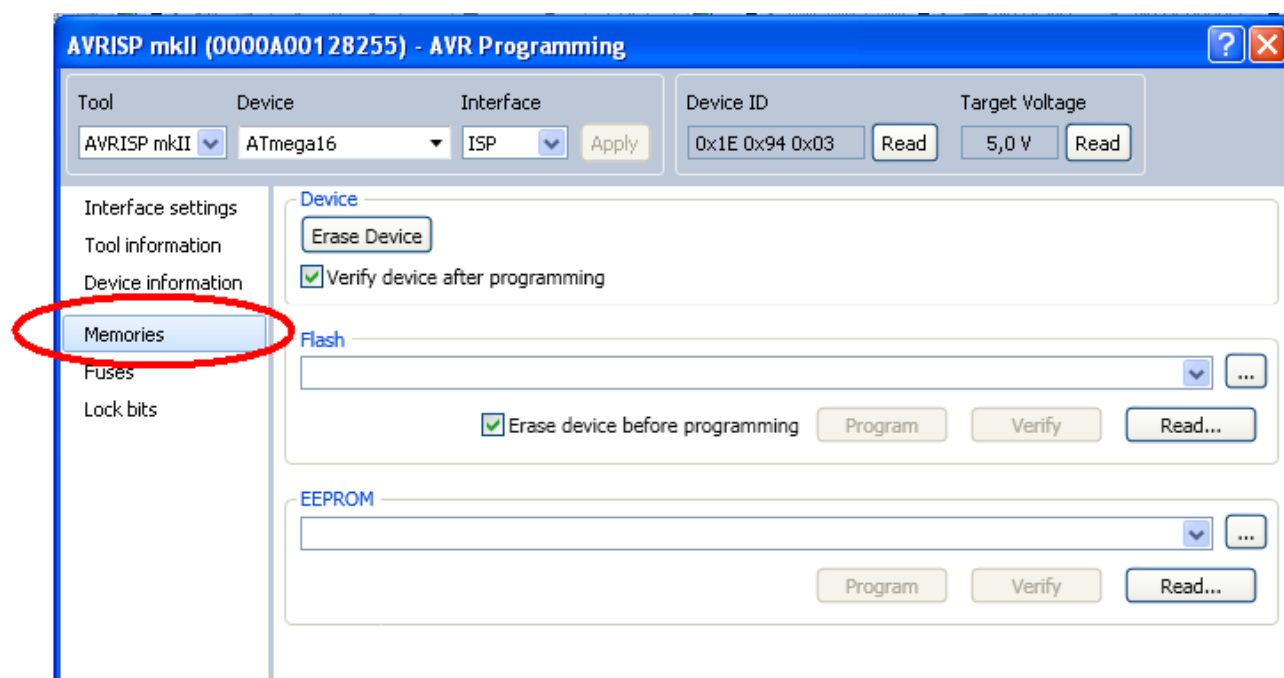 AVRISP mkII (0000A00128255) - AVR Programming
Tool Device Interface Device ID Target Voltage
AVRISP mkII ATmega16 ISP Apply 0x1E 0x94 0x03 Read 5,0 V Read
Interface settings
Tool information
Device information
Memories
Fuses
Lock bits
Device
Erase Device
Verify device after programming
Flash
...
Erase device before programming Program Verify Read...
EEPROM
...
Program Verify Read...